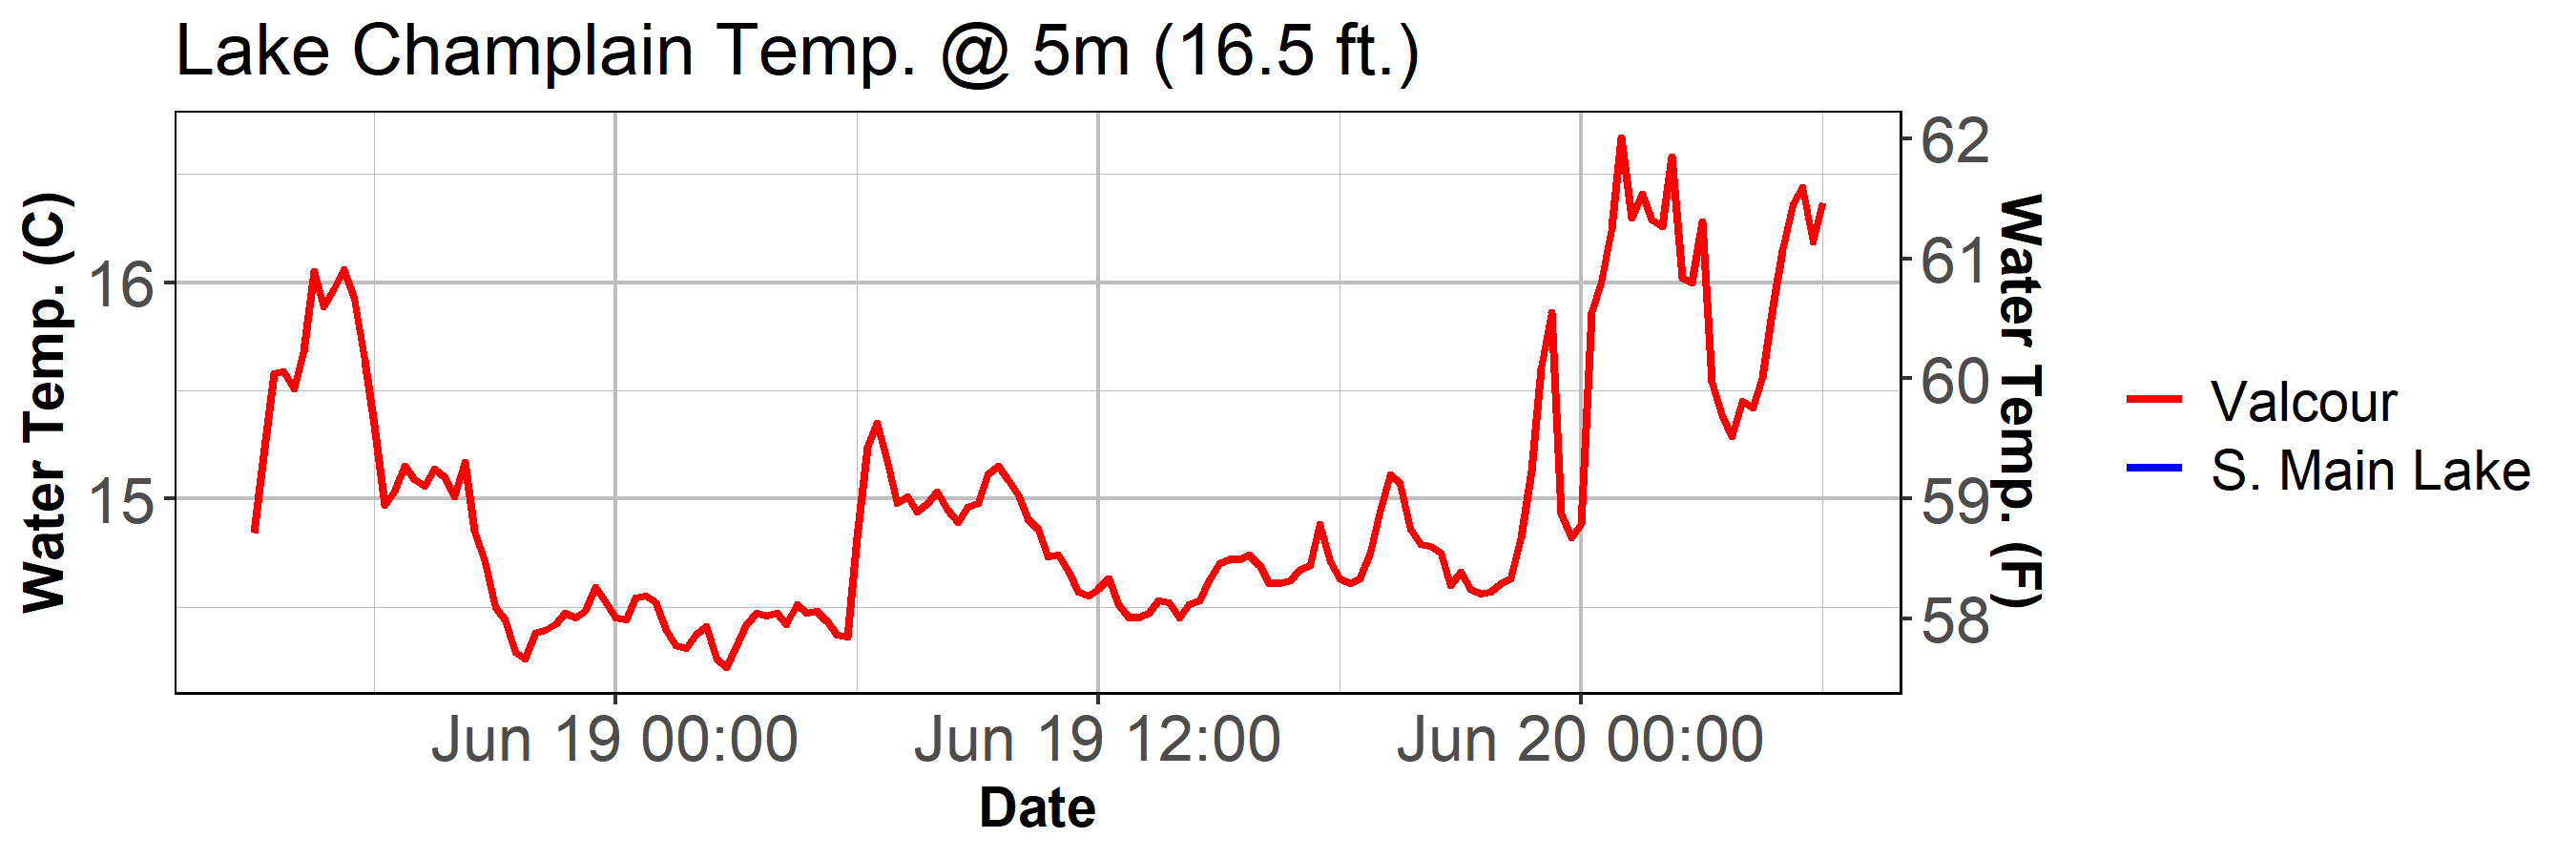 Lake Champlain Temp. @ 5m (16.5 ft.)
Water Temp. (C)
16
15
62
61
60
59
58
Water Temp. (F)
Jun 19 00:00
Jun 19 12:00
Jun 20 00:00
Date
Valcour
S. Main Lake